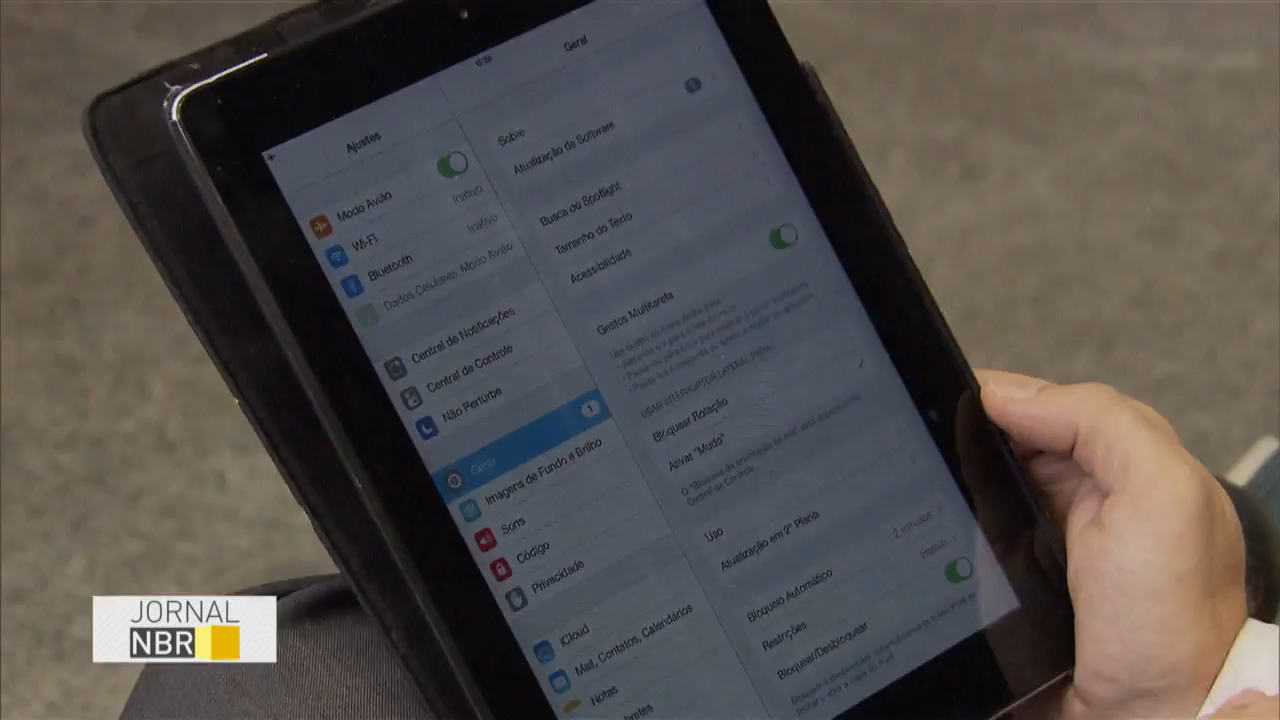 Ajustes
Modo Avião
Wi-Fi
Inativo
Bluetooth
Inativo
Dados Celulares Modo Avião
Central de Notificações
Central de Controle
Não Perturbe
Geral
1
Imagens de Fundo e Brilho
Sons
Código
Privacidade
iCloud
Mail, Contatos, Calendários
Notas
Geral
Sobre
Atualização de Software
1
Busca do Spotlight
Tamanho do Texto
Acessibilidade
Gestos Multitarefa
USAR INTERRUPTOR LATERAL PARA:
Bloquear Rotação
Ativar "Mudo"
Central de Controle.
Uso
Atualização em 2º Plano
Bloqueio Automático
2 minutos
Restrições
Inativo
Bloquear/Desbloquear
JORNAL
NBR